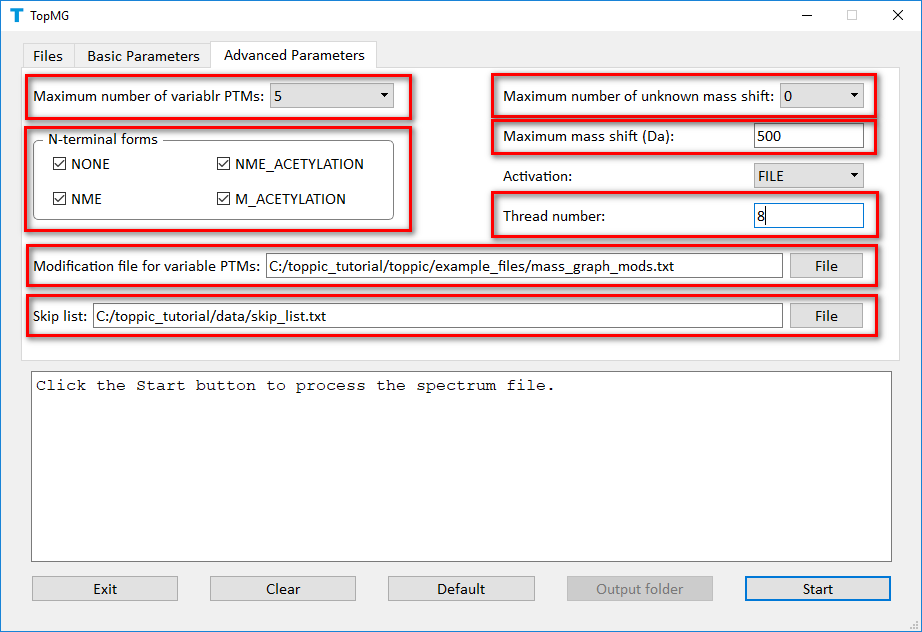 TopMG
Files Basic Parameters Advanced Parameters
Maximum number of variablr PTMs: 5
Maximum number of unknown mass shift: 0
N-terminal forms
NONE NME_ACETYLATION
NME M_ACETYLATION
Maximum mass shift (Da): 500
Activation: FILE
Thread number: 8
Modification file for variable PTMs: C:/toppic_tutorial/toppic/example_files/mass_graph_mods.txt File
Skip list: C:/toppic_tutorial/data/skip_list.txt File
Click the Start button to process the spectrum file.
Exit Clear Default Output folder Start